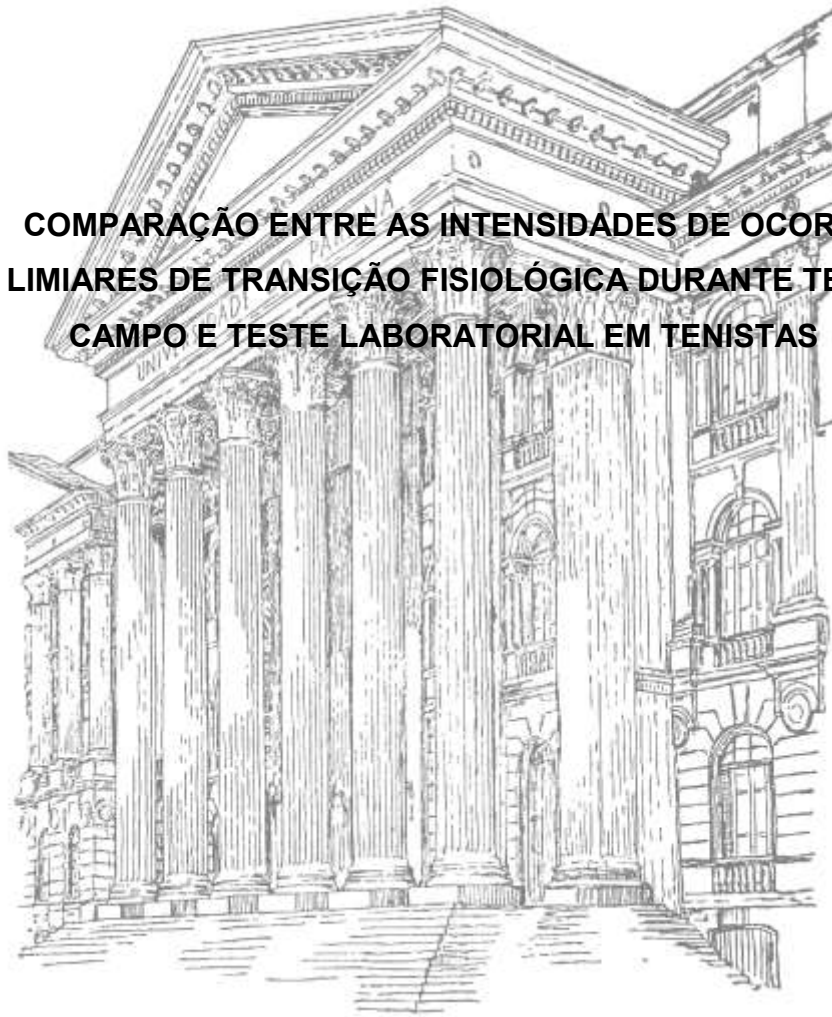 COMPARAÇÃO ENTRE AS INTENSIDADES DE OCOR
LIMIARES DE TRANSIÇÃO FISIOLÓGICA DURANTE TE
CAMPO E TESTE LABORATORIAL EM TENISTAS